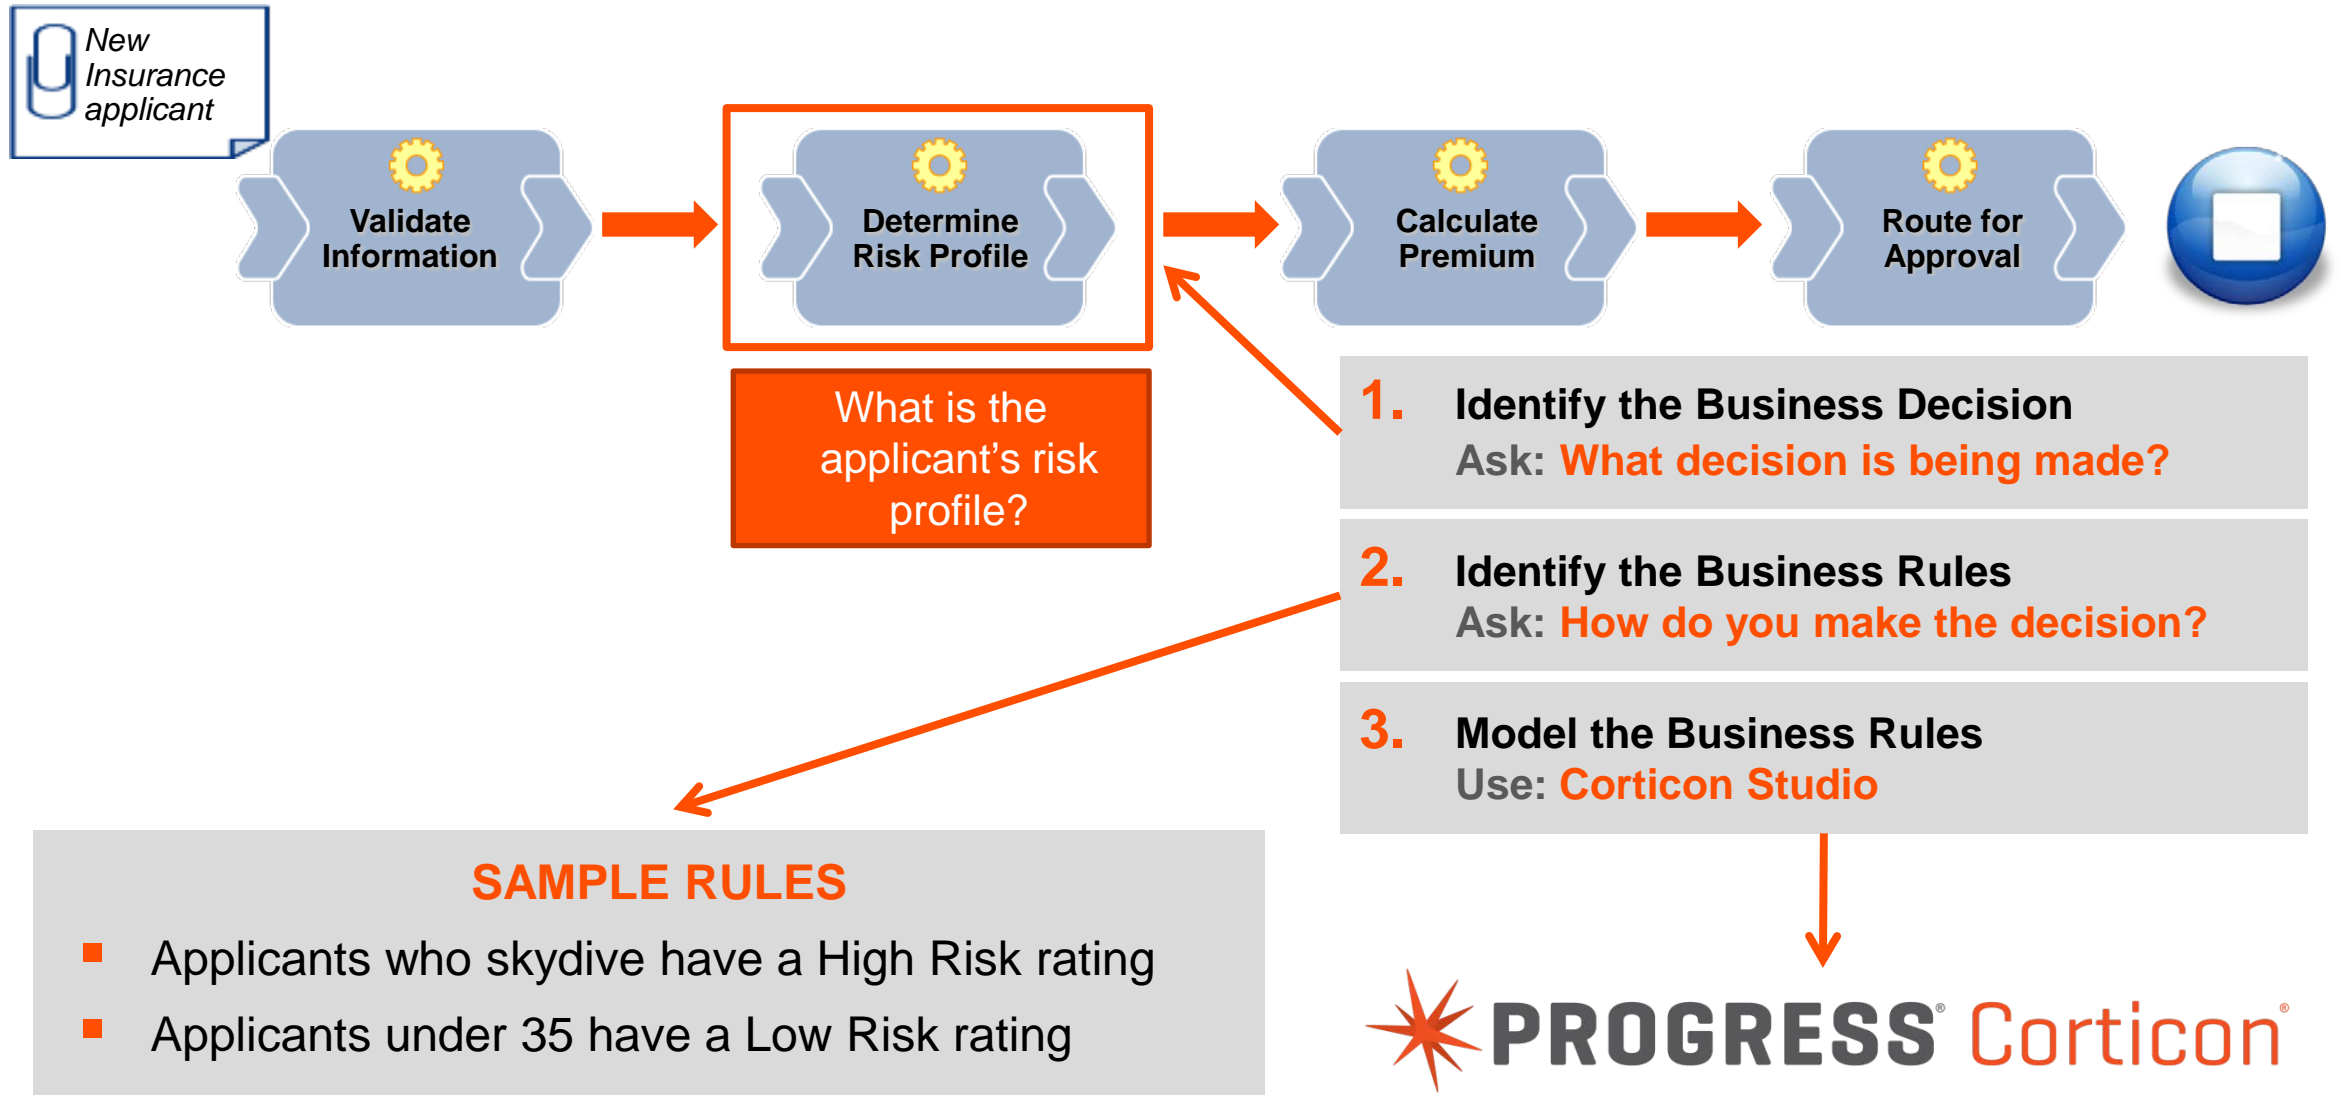 New
Insurance
applicant
Validate
Information
Determine
Risk Profile
Calculate
Premium
Route for
Approval
What is the
applicant’s risk
profile?
1. Identify the Business Decision
Ask: What decision is being made?
2. Identify the Business Rules
Ask: How do you make the decision?
3. Model the Business Rules
Use: Corticon Studio
SAMPLE RULES
▪ Applicants who skydive have a High Risk rating
▪ Applicants under 35 have a Low Risk rating
PROGRESS® Corticon®